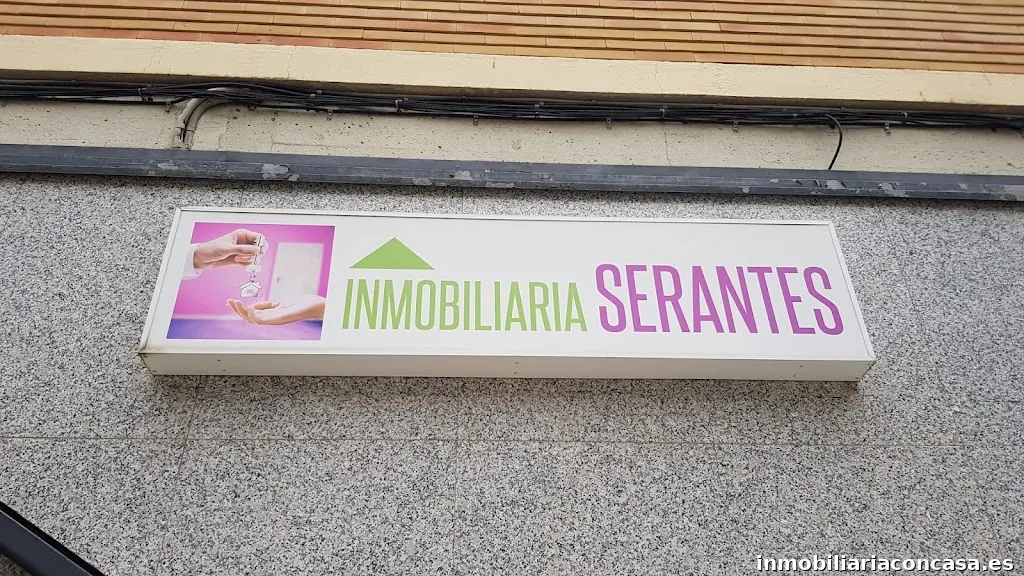 INMOBILIARIA SERANTES
inmobiliariaconcasa.es